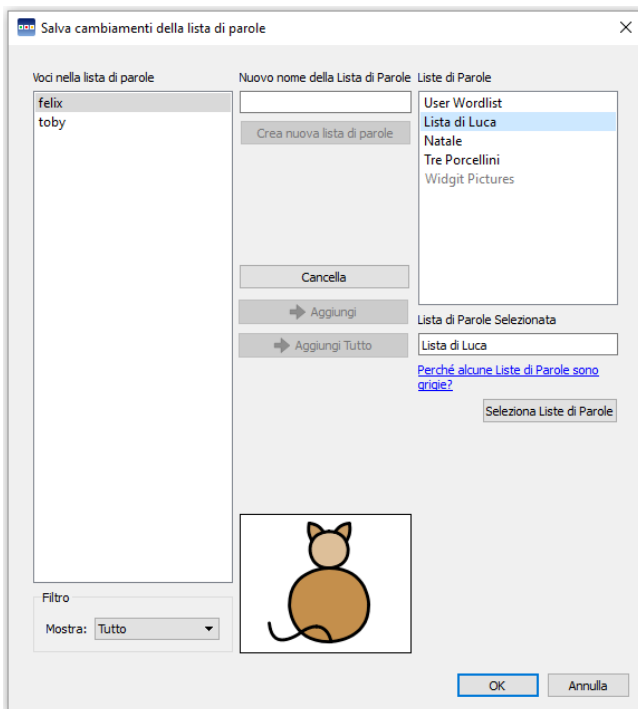 Salva cambiamenti della lista di parole
Voci nella lista di parole
felix
toby
Filtro
Mostra: Tutto
Nuovo nome della Lista di Parole
Crea nuova lista di parole
Cancella
Aggiungi
Aggiungi Tutto
Liste di Parole
User Wordlist
Lista di Luca
Natale
Tre Porcellini
Widgit Pictures
Lista di Parole Selezionata
Lista di Luca
Perché alcune Liste di Parole sono
grigie?
Seleziona Liste di Parole
OK
Annulla